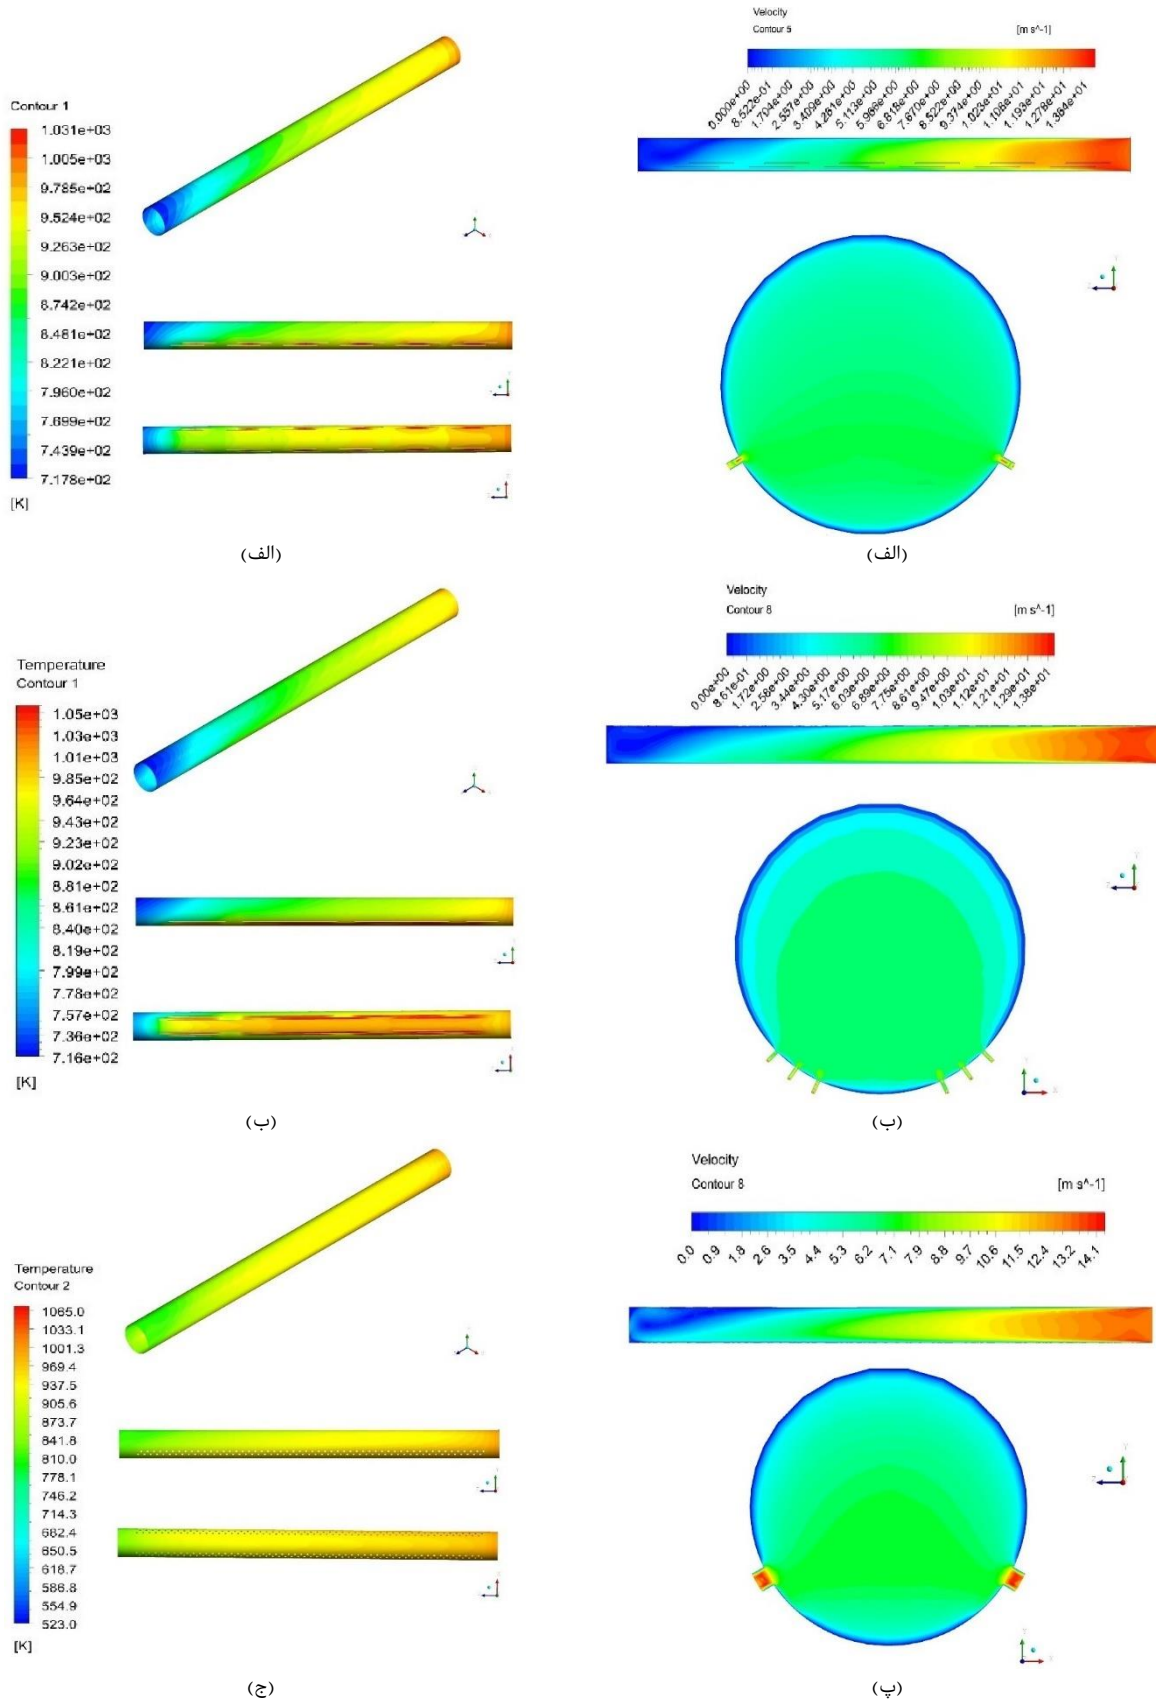 Contour 1
1.031e+03
1.005e+03
9.785e+02
9.524e+02
9.263e+02
9.003e+02
8.742e+02
8.481e+02
8.221e+02
7.960e+02
7.699e+02
7.439e+02
7.178e+02
[K]
(الف)
Velocity
Contour 5
[m s^-1]
0.000e+00
8.522e-01
1.704e+00
2.557e+00
3.409e+00
4.261e+00
5.113e+00
5.966e+00
6.818e+00
7.670e+00
8.522e+00
9.374e+00
1.023e+01
1.108e+01
1.193e+01
1.278e+01
1.364e+01
(الف)
Temperature
Contour 1
1.05e+03
1.03e+03
1.01e+03
9.85e+02
9.64e+02
9.43e+02
9.23e+02
9.02e+02
8.81e+02
8.61e+02
8.40e+02
8.19e+02
7.99e+02
7.78e+02
7.57e+02
7.36e+02
7.16e+02
[K]
(ب)
Velocity
Contour 8
[m s^-1]
0.00e+00
8.61e-01
1.72e+00
2.58e+00
3.44e+00
4.30e+00
5.17e+00
6.03e+00
6.89e+00
7.75e+00
8.61e+00
9.47e+00
1.03e+01
1.12e+01
1.21e+01
1.29e+01
1.38e+01
(ب)
Temperature
Contour 2
1065.0
1033.1
1001.3
969.4
937.5
905.6
873.7
841.8
810.0
778.1
746.2
714.3
682.4
650.5
618.7
586.8
554.9
523.0
[K]
(ج)
Velocity
Contour 8
[m s^-1]
0.0
0.9
1.8
2.6
3.5
4.4
5.3
6.2
7.1
7.9
8.8
9.7
10.6
11.5
12.4
13.2
14.1
(پ)